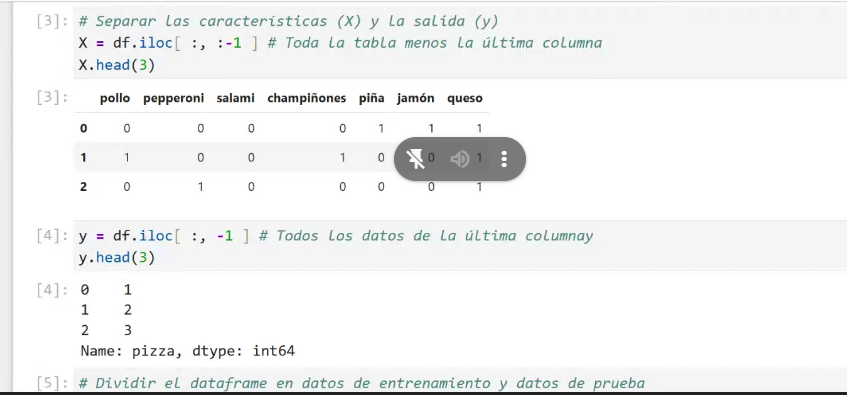 [3]: # Separar las características (X) y la salida (y)
X = df.iloc[ :, :-1 ] # Toda la tabla menos la última columna
X.head(3)
[3]: pollo pepperoni salami champiñones piña jamón queso
0 0 0 0 0 1 1 1
1 1 0 0 1 0 0 1
2 0 1 0 0 0 0 1
[4]: y = df.iloc[ :, -1 ] # Todos los datos de la última columnay
y.head(3)
[4]: 0 1
1 2
2 3
Name: pizza, dtype: int64
[5]: # Dividir el dataframe en datos de entrenamiento y datos de prueba